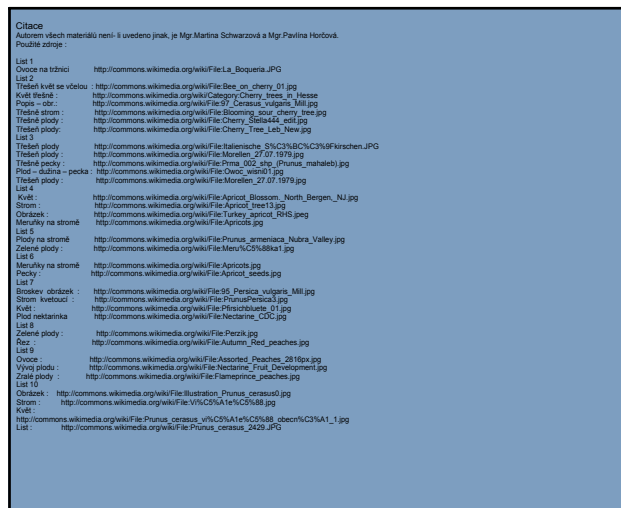 Citace
Autorem všech materiálů není- li uvedeno jinak, je Mgr.Martina Schwarzová a Mgr.Pavlína Horčová.
Použité zdroje :
List 1
Ovoce na tržnici http://commons.wikimedia.org/wiki/File:La_Boqueria.JPG
List 2
Třešeň květ se včelou : http://commons.wikimedia.org/wiki/File:Bee_on_cherry_01.jpg
Květ třešně : http://commons.wikimedia.org/wiki/Category:Cherry_trees_in_Hesse
Popis – obr.: http://commons.wikimedia.org/wiki/File:97_Cerasus_vulgaris_Mill.jpg
Třešně strom : http://commons.wikimedia.org/wiki/File:Blooming_sour_cherry_tree.jpg
Třešně plody : http://commons.wikimedia.org/wiki/File:Cherry_Stella444_edit.jpg
Třešeň plody: http://commons.wikimedia.org/wiki/File:Cherry_Tree_Leb_New.jpg
List 3
Třešeň plody http://commons.wikimedia.org/wiki/File:Italienische_S%C3%BC%C3%9Fkirschen.JPG
Třešeň plody : http://commons.wikimedia.org/wiki/File:Morellen_27.07.1979.jpg
Třešně pecky : http://commons.wikimedia.org/wiki/File:Prma_002_shp_(Prunus_mahaleb).jpg
Plod – dužina – pecka : http://commons.wikimedia.org/wiki/File:Owoc_wisni01.jpg
Třešeň plody : http://commons.wikimedia.org/wiki/File:Morellen_27.07.1979.jpg
List 4
Květ : http://commons.wikimedia.org/wiki/File:Apricot_Blossom._North_Bergen,_NJ.jpg
Strom : http://commons.wikimedia.org/wiki/File:Apricot_tree13.jpg
Obrázek : http://commons.wikimedia.org/wiki/File:Turkey_apricot_RHS.jpeg
Meruňky na stromě http://commons.wikimedia.org/wiki/File:Apricots.jpg
List 5
Plody na stromě http://commons.wikimedia.org/wiki/File:Prunus_armeniaca_Nubra_Valley.jpg
Zelené plody : http://commons.wikimedia.org/wiki/File:Meru%C5%88ka1.jpg
List 6
Meruňky na stromě http://commons.wikimedia.org/wiki/File:Apricots.jpg
Pecky : http://commons.wikimedia.org/wiki/File:Apricot_seeds.jpg
List 7
Broskev obrázek : http://commons.wikimedia.org/wiki/File:95_Persica_vulgaris_Mill.jpg
Strom kvetoucí : http://commons.wikimedia.org/wiki/File:PrunusPersica3.jpg
Květ : http://commons.wikimedia.org/wiki/File:Pfirsichbluete_01.jpg
Plod nektarinka http://commons.wikimedia.org/wiki/File:Nectarine_CDC.jpg
List 8
Zelené plody : http://commons.wikimedia.org/wiki/File:Perzik.jpg
Řez : http://commons.wikimedia.org/wiki/File:Autumn_Red_peaches.jpg
List 9
Ovoce : http://commons.wikimedia.org/wiki/File:Assorted_Peaches_2816px.jpg
Vývoj plodu : http://commons.wikimedia.org/wiki/File:Nectarine_Fruit_Development.jpg
Zralé plody : http://commons.wikimedia.org/wiki/File:Flameprince_peaches.jpg
List 10
Obrázek : http://commons.wikimedia.org/wiki/File:Illustration_Prunus_cerasus0.jpg
Strom : http://commons.wikimedia.org/wiki/File:Vi%C5%A1e%C5%88.jpg
Květ :
http://commons.wikimedia.org/wiki/File:Prunus_cerasus_vi%C5%A1e%C5%88_obecn%C3%A1_1.jpg
List : http://commons.wikimedia.org/wiki/File:Prunus_cerasus_2429.JPG